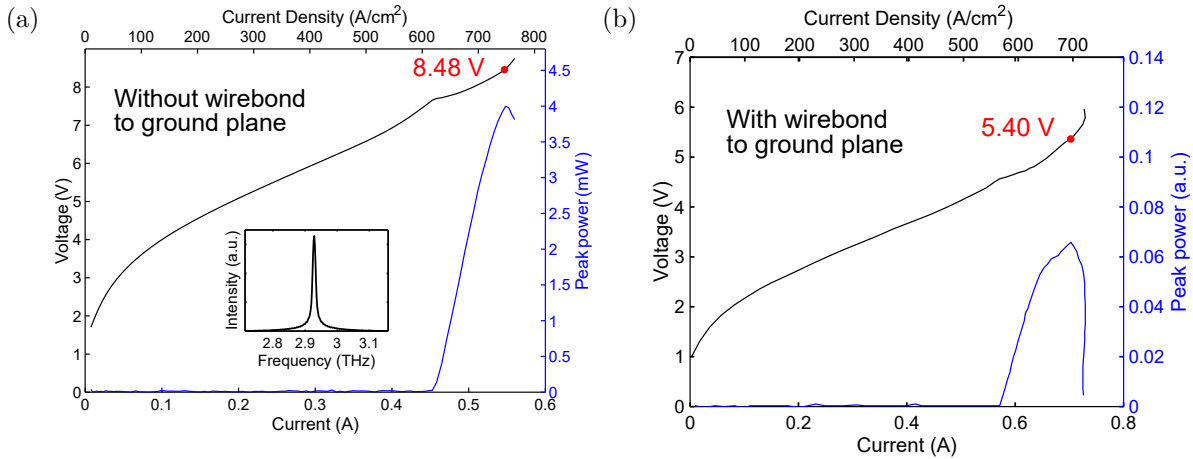 (a)
Current Density (A/cm²)
0 100 200 300 400 500 600 700 800
8.48 V
Without wirebond
to ground plane
Voltage (V)
0 1 2 3 4 5 6 7 8
Peak power (mW)
0 0.5 1 1.5 2 2.5 3 3.5 4 4.5
Intensity (a.u.)
2.8 2.9 3 3.1
Frequency (THz)
0 0.1 0.2 0.3 0.4 0.5 0.6
Current (A)
(b)
Current Density (A/cm²)
0 100 200 300 400 500 600 700
With wirebond
to ground plane
5.40 V
Voltage (V)
0 1 2 3 4 5 6 7
Peak power (a.u.)
0 0.02 0.04 0.06 0.08 0.10 0.12 0.14
0 0.2 0.4 0.6 0.8
Current (A)